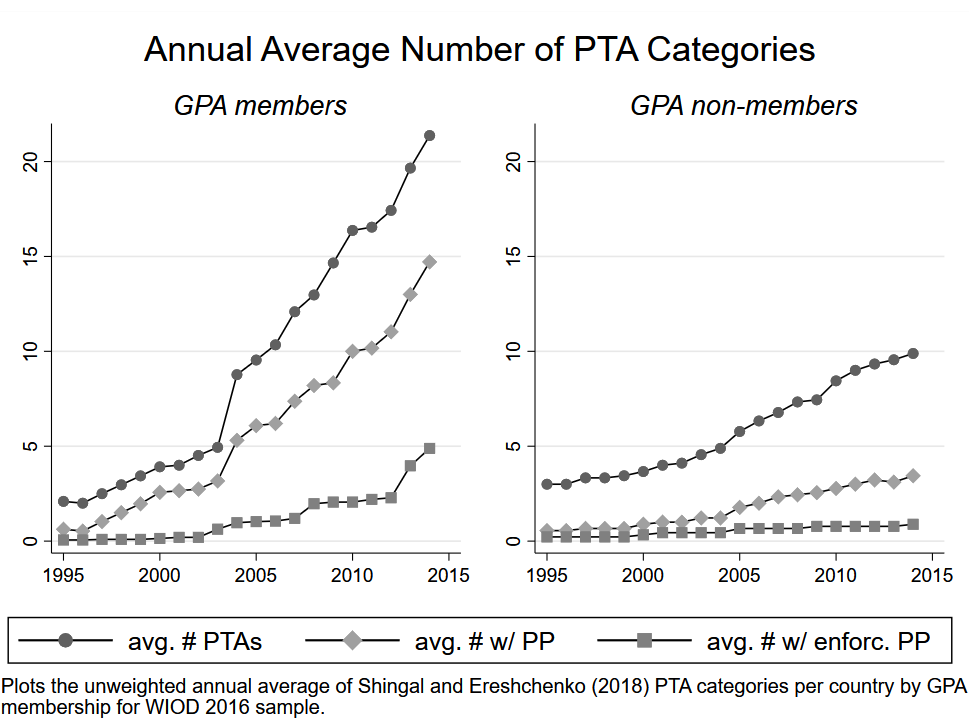 Annual Average Number of PTA Categories
GPA members
GPA non-members
20
15
10
5
0
1995 2000 2005 2010 2015
20
15
10
5
0
1995 2000 2005 2010 2015
avg. # PTAs avg. # w/ PP avg. # w/ enforc. PP
Plots the unweighted annual average of Shingal and Ereshchenko (2018) PTA categories per country by GPA
membership for WIOD 2016 sample.